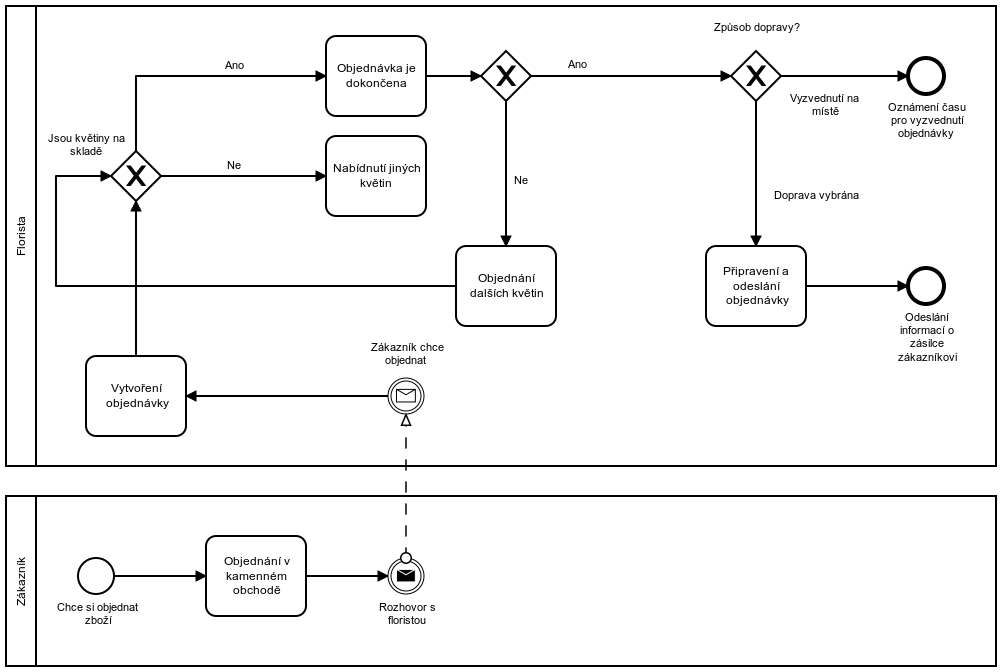 Florista
Způsob dopravy?
Ano
Objednávka je
dokončena
Ano
Vyzvednutí na
místě
Oznámení času
pro vyzvednutí
objednávky
Jsou květiny na
skladě
Ne
Nabídnutí jiných
květin
Ne
Doprava vybrána
Objednání
dalších květin
Připravení a
odeslání
objednávky
Odeslání
informací o
zásilce
zákazníkovi
Vytvoření
objednávky
Zákazník chce
objednat
Zákazník
Chce si objednat
zboží
Objednání v
kamenném
obchodě
Rozhovor s
floristou